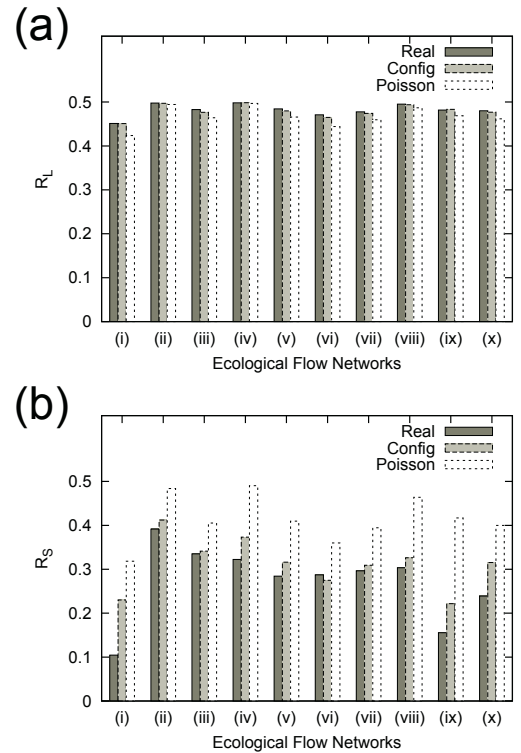 (a)
Real
Config
Poisson
0.5
0.4
0.3
0.2
0.1
0
R_L
(i) (ii) (iii) (iv) (v) (vi) (vii) (viii) (ix) (x)
Ecological Flow Networks
(b)
Real
Config
Poisson
0.5
0.4
0.3
0.2
0.1
0
R_S
(i) (ii) (iii) (iv) (v) (vi) (vii) (viii) (ix) (x)
Ecological Flow Networks